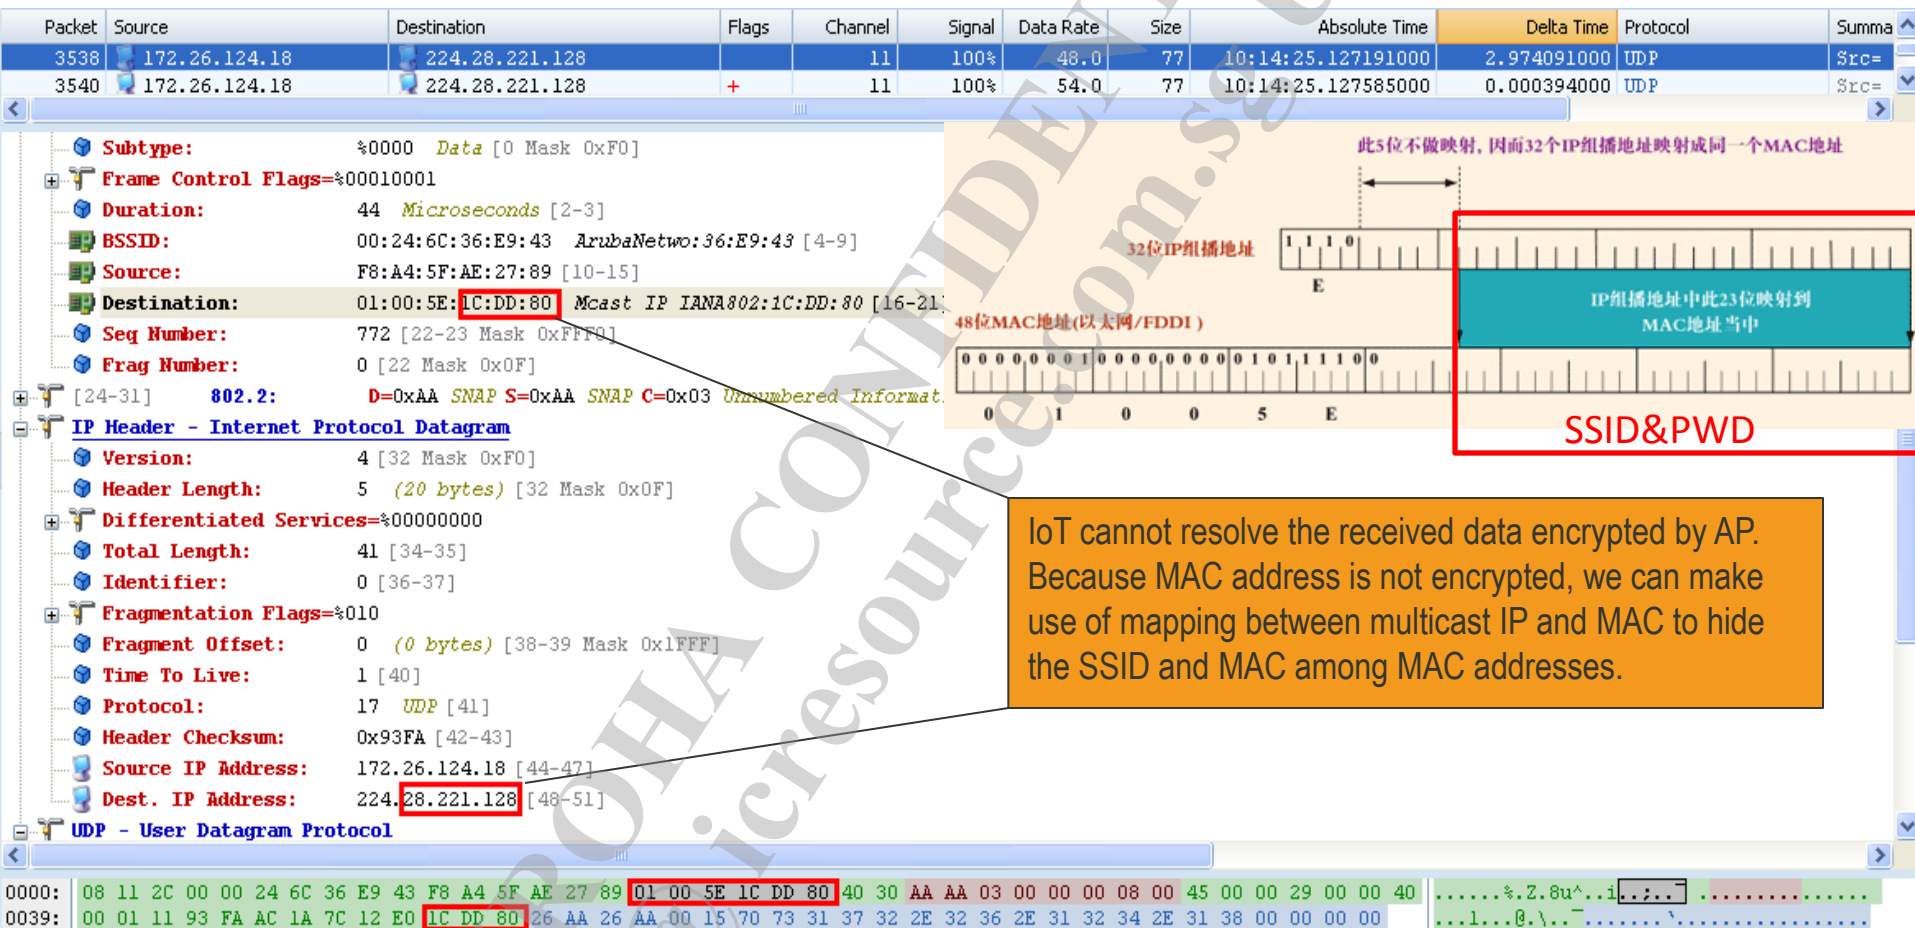 Packet Source Destination Flags Channel Signal Data Rate Size Absolute Time Delta Time Protocol Summa
3538 172.26.124.18 224.28.221.128 11 100% 48.0 77 10:14:25.127191000 2.974091000 UDP Src=
3540 172.26.124.18 224.28.221.128 + 11 100% 54.0 77 10:14:25.127585000 0.000394000 UDP Src=
Subtype: %0000 Data [0 Mask 0xF0]
Frame Control Flags=%00010001
Duration: 44 Microseconds [2-3]
BSSID: 00:24:6C:36:E9:43 ArubaNetwo:36:E9:43 [4-9]
Source: F8:A4:5F:AE:27:89 [10-15]
Destination: 01:00:5E:1C:DD:80 Mcast IP IANA802:1C:DD:80 [16-21]
Seq Number: 772 [22-23 Mask 0xFFF0]
Frag Number: 0 [22 Mask 0x0F]
[24-31] 802.2: D=0xAA SNAP S=0xAA SNAP C=0x03 Unnumbered Informat
IP Header - Internet Protocol Datagram
Version: 4 [32 Mask 0xF0]
Header Length: 5 (20 bytes) [32 Mask 0x0F]
Differentiated Services=%00000000
Total Length: 41 [34-35]
Identifier: 0 [36-37]
Fragmentation Flags=%010
Fragment Offset: 0 (0 bytes) [38-39 Mask 0x1FFF]
Time To Live: 1 [40]
Protocol: 17 UDP [41]
Header Checksum: 0x93FA [42-43]
Source IP Address: 172.26.124.18 [44-47]
Dest. IP Address: 224.28.221.128 [48-51]
UDP - User Datagram Protocol
此5位不做映射, 因而32个IP组播地址映射成同一个MAC地址
32位IP组播地址
1 1 1 0
E
IP组播地址中此23位映射到
MAC地址当中
48位MAC地址(以太网/FDDI )
0 0 0 0 0 0 0 1 0 0 0 0 0 0 0 0 0 1 0 1 1 1 1 0 0
0 1 0 0 5 E
SSID&PWD
IoT cannot resolve the received data encrypted by AP.
Because MAC address is not encrypted, we can make
use of mapping between multicast IP and MAC to hide
the SSID and MAC among MAC addresses.
0000: 08 11 2C 00 00 24 6C 36 E9 43 F8 A4 5F AE 27 89 01 00 5E 1C DD 80 40 30 AA AA 03 00 00 00 08 00 45 00 00 29 00 00 40 ......%.Z.8u^..i..;.. ................
0039: 00 01 11 93 FA AC 1A 7C 12 E0 1C DD 80 26 AA 26 AA 00 15 70 73 31 37 32 2E 32 36 2E 31 32 34 2E 31 38 00 00 00 00